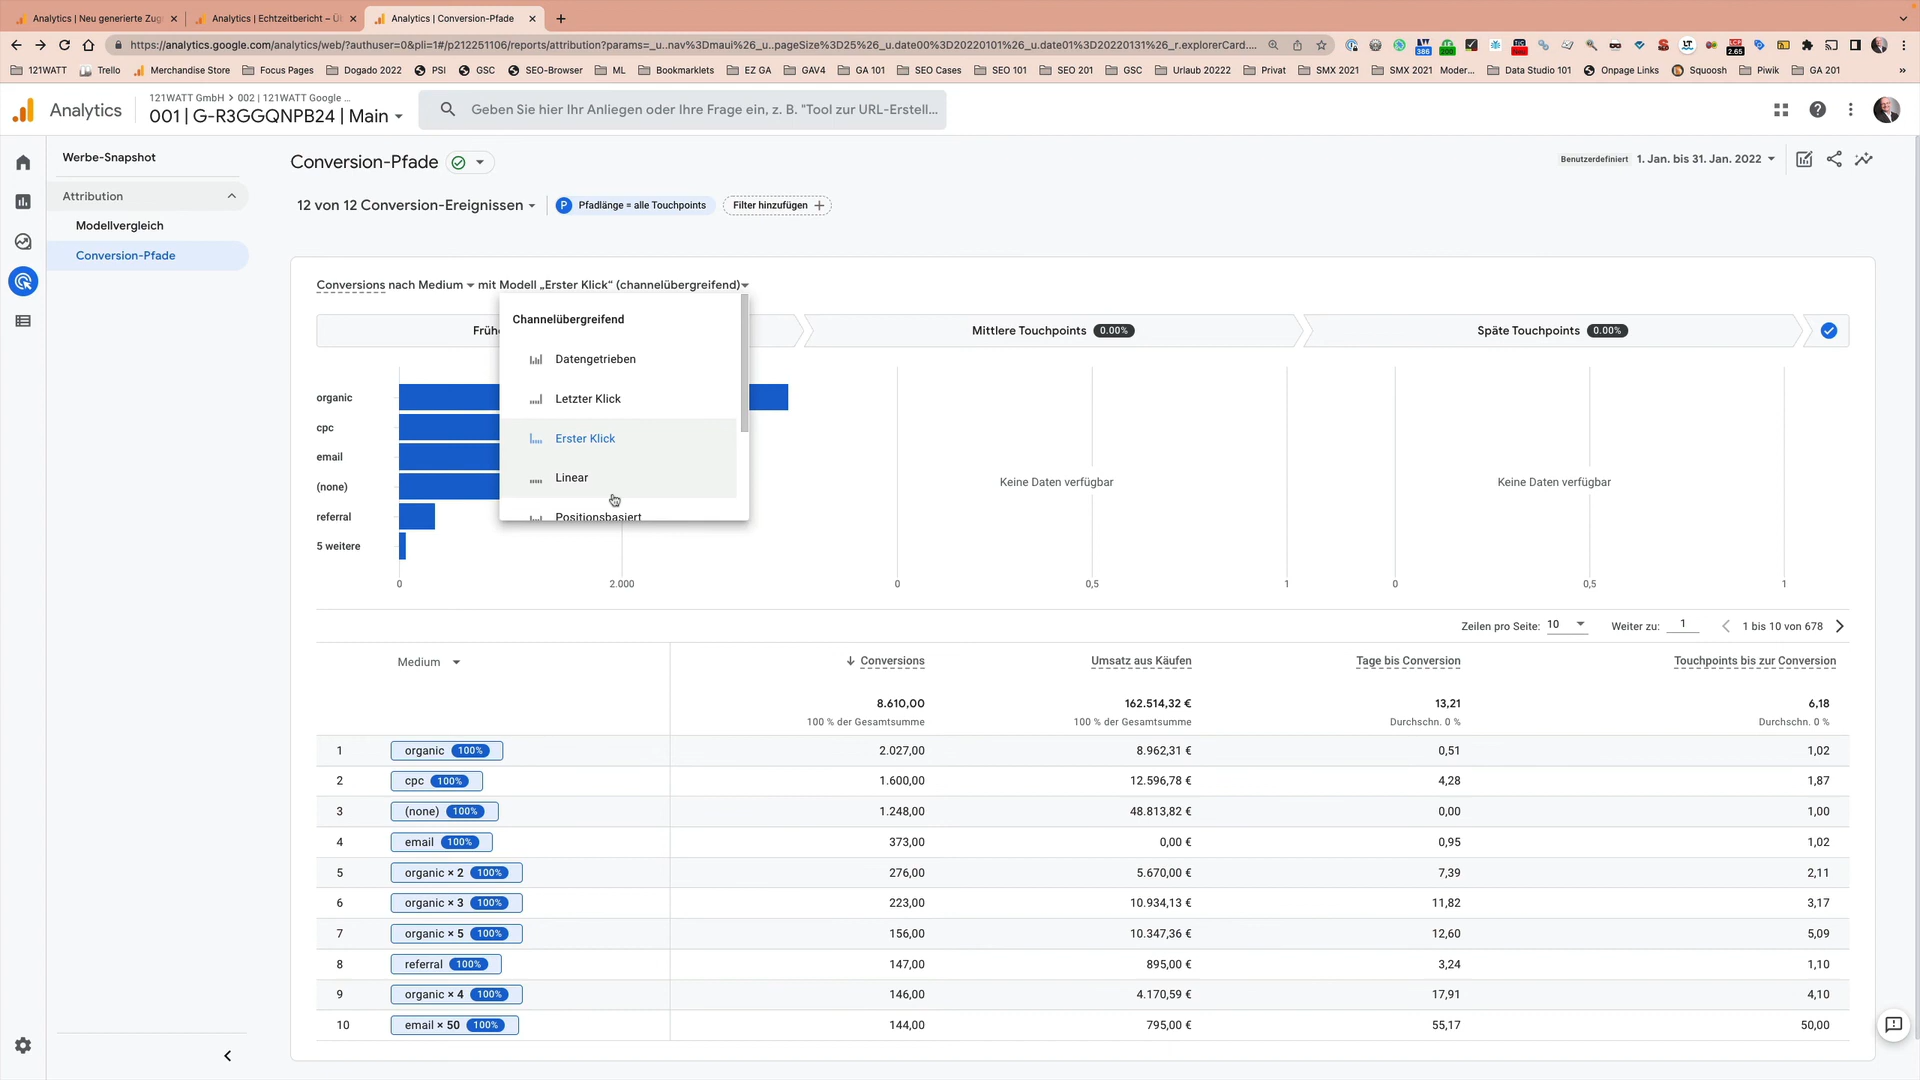 Analytics | Neu generierte Zug
Analytics | Echtzeitbericht – Üb
Analytics | Conversion-Pfade
https://analytics.google.com/analytics/web/?authuser=0&pli=1#/p212251106/reports/attribution?params=_u..nav%3Dmaui%26_u..pageSize%3D25%26_u.date00%3D20220101%26_u.date01%3D20220131%26_r.explorerCard....
121WATT
Trello
Merchandise Store
Focus Pages
Dogado 2022
PSI
GSC
SEO-Browser
ML
Bookmarklets
EZ GA
GAV4
GA 101
SEO Cases
SEO 101
SEO 201
GSC
Urlaub 20222
Privat
SMX 2021
SMX 2021 Moder...
Data Studio 101
Onpage Links
Squoosh
Piwik
GA 201
»
Analytics
121WATT GmbH > 002 | 121WATT Google ...
001 | G-R3GGQNPB24 | Main
Geben Sie hier Ihr Anliegen oder Ihre Frage ein, z. B. "Tool zur URL-Erstell...
Werbe-Snapshot
Attribution
Modellvergleich
Conversion-Pfade
Conversion-Pfade
Benutzerdefiniert 1. Jan. bis 31. Jan. 2022
12 von 12 Conversion-Ereignissen
P Pfadlänge = alle Touchpoints
Filter hinzufügen +
Conversions nach Medium mit Modell „Erster Klick“ (channelübergreifend)
Channelübergreifend
Datengetrieben
Letzter Klick
Erster Klick
Linear
Positionsbasiert
Frühe
Mittlere Touchpoints 0.00%
Späte Touchpoints 0.00%
organic
cpc
email
(none)
referral
5 weitere
Keine Daten verfügbar
Keine Daten verfügbar
0 2.000 0 0,5 1 0 0,5 1
Zeilen pro Seite: 10 Weiter zu: 1 1 bis 10 von 678
Medium Conversions Umsatz aus Käufen Tage bis Conversion Touchpoints bis zur Conversion
8.610,00 162.514,32 € 13,21 6,18
100 % der Gesamtsumme 100 % der Gesamtsumme Durchschn. 0 % Durchschn. 0 %
1 organic 100% 2.027,00 8.962,31 € 0,51 1,02
2 cpc 100% 1.600,00 12.596,78 € 4,28 1,87
3 (none) 100% 1.248,00 48.813,82 € 0,00 1,00
4 email 100% 373,00 0,00 € 0,95 1,02
5 organic × 2 100% 276,00 5.670,00 € 7,39 2,11
6 organic × 3 100% 223,00 10.934,13 € 11,82 3,17
7 organic × 5 100% 156,00 10.347,36 € 12,60 5,09
8 referral 100% 147,00 895,00 € 3,24 1,10
9 organic × 4 100% 146,00 4.170,59 € 17,91 4,10
10 email × 50 100% 144,00 795,00 € 55,17 50,00